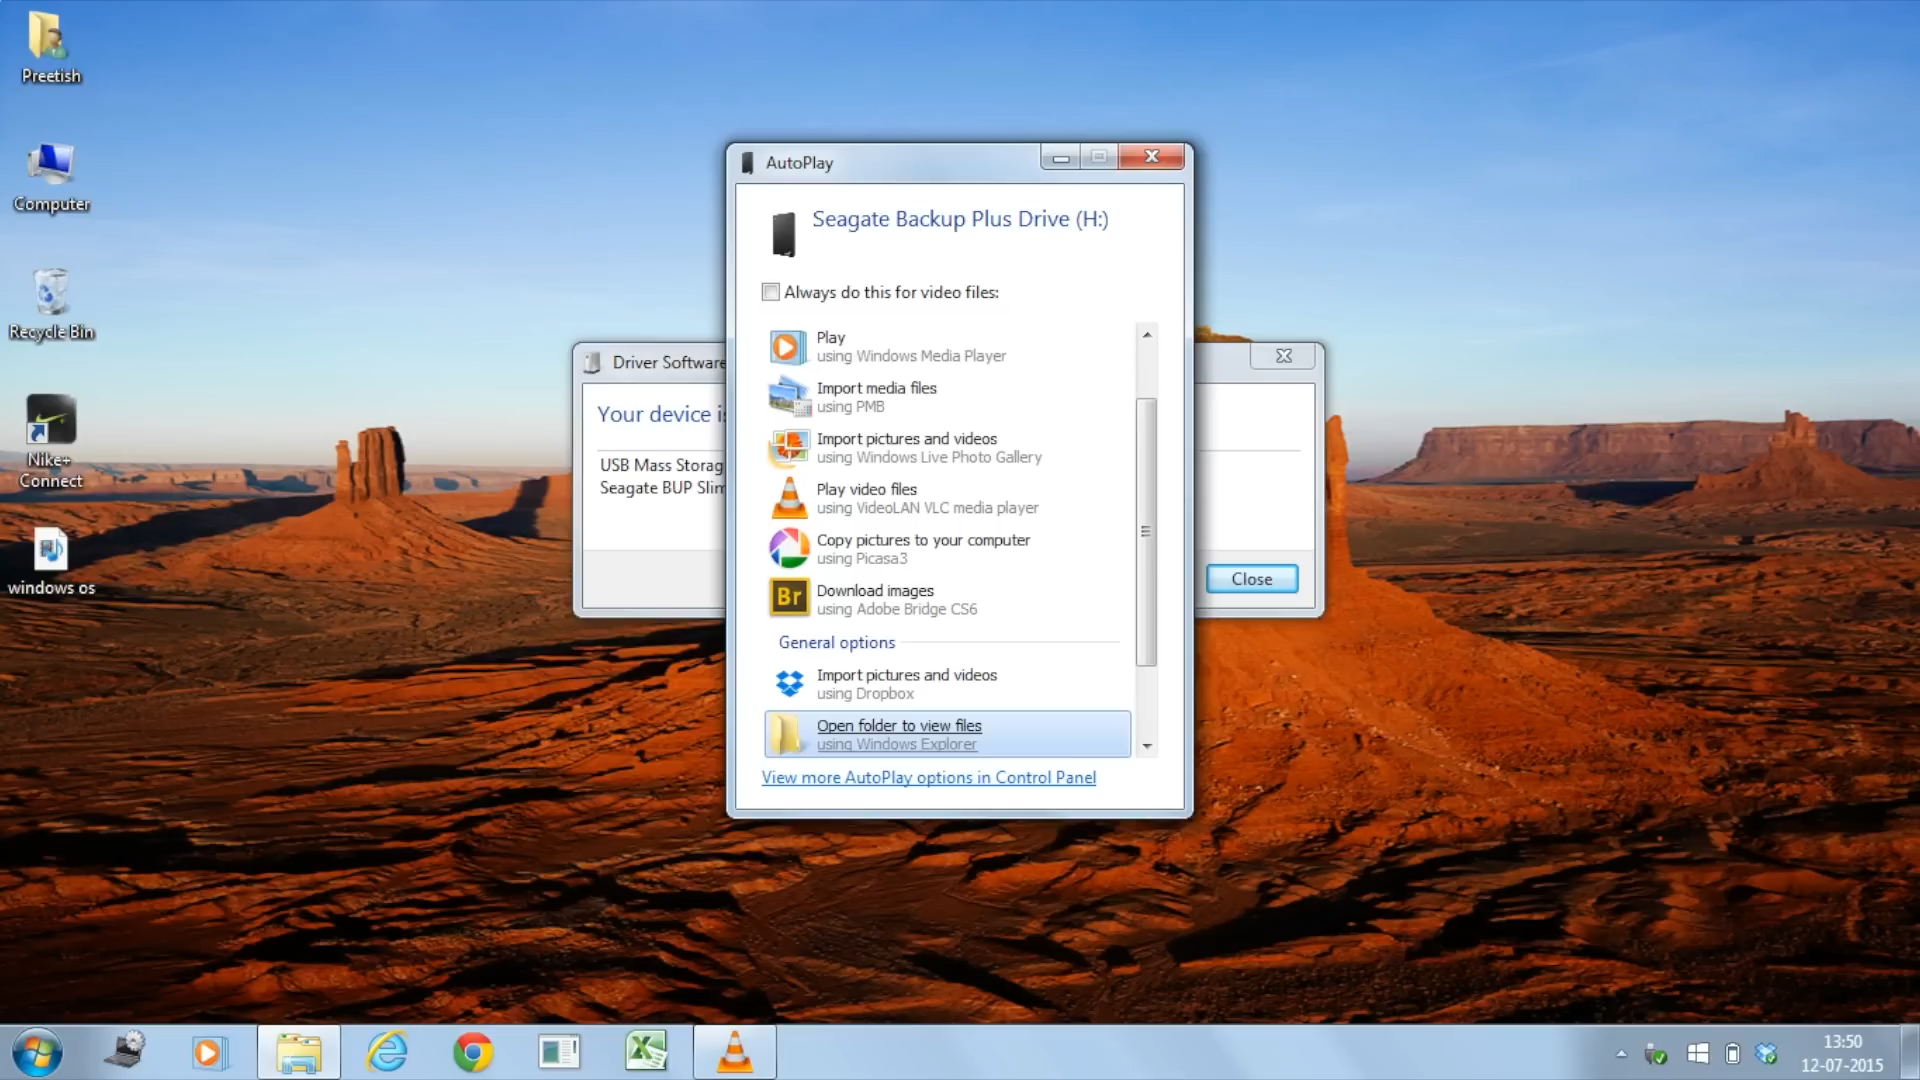 Preetish
Computer
Recycle Bin
Nike+
Connect
windows os
AutoPlay
Seagate Backup Plus Drive (H:)
Always do this for video files:
Play
using Windows Media Player
Import media files
using PMB
Import pictures and videos
using Windows Live Photo Gallery
Play video files
using VideoLAN VLC media player
Copy pictures to your computer
using Picasa3
Br
Download images
using Adobe Bridge CS6
General options
Import pictures and videos
using Dropbox
Open folder to view files
using Windows Explorer
View more AutoPlay options in Control Panel
Driver Software
Your device
USB Mass Storag
Seagate BUP Slim
Close
13:50
12-07-2015